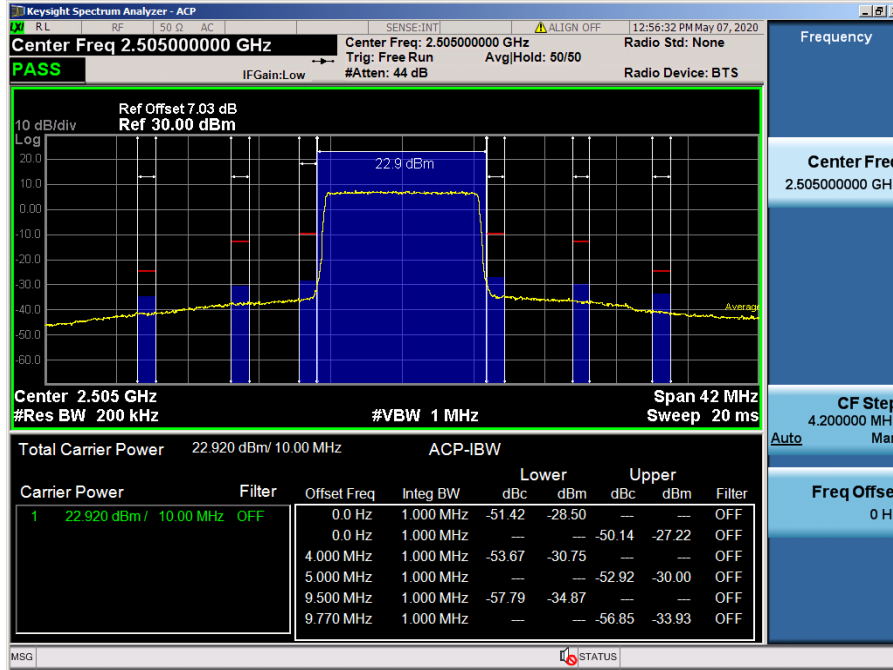 Keysight Spectrum Analyzer - ACP
LXI RL RF 50 Ω AC SENSE:INT ALIGN OFF 12:56:32 PM May 07, 2020
Center Freq 2.505000000 GHz
Center Freq: 2.505000000 GHz Radio Std: None
Trig: Free Run Avg|Hold: 50/50
PASS IFGain:Low #Atten: 44 dB Radio Device: BTS
Frequency
Ref Offset 7.03 dB
10 dB/div Ref 30.00 dBm
Log
20.0
22.9 dBm
10.0
0.00
-10.0
-20.0
-30.0
-40.0
Average
-50.0
-60.0
Center 2.505 GHz Span 42 MHz
#Res BW 200 kHz #VBW 1 MHz Sweep 20 ms
Center Fre
2.505000000 GH
CF Step
4.200000 MH
Auto Ma
Freq Offse
0 H
Total Carrier Power 22.920 dBm/ 10.00 MHz ACP-IBW
Lower Upper
Carrier Power Filter Offset Freq Integ BW dBc dBm dBc dBm Filter
1 22.920 dBm / 10.00 MHz OFF 0.0 Hz 1.000 MHz -51.42 -28.50 --- --- OFF
0.0 Hz 1.000 MHz --- --- -50.14 -27.22 OFF
4.000 MHz 1.000 MHz -53.67 -30.75 --- --- OFF
5.000 MHz 1.000 MHz --- --- -52.92 -30.00 OFF
9.500 MHz 1.000 MHz -57.79 -34.87 --- --- OFF
9.770 MHz 1.000 MHz --- --- -56.85 -33.93 OFF
MSG STATUS